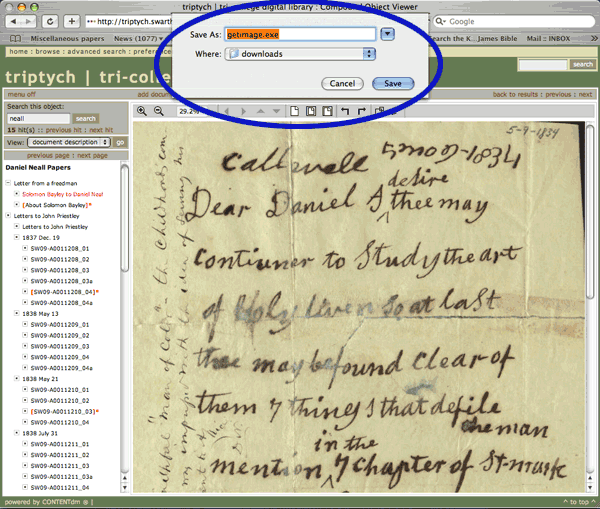 triptych | tri-college digital library : Compound Object Viewer
http://triptych.swarth
Google
Miscellaneous papers
News (1077)
Search the K...
James Bible
Mail :: INBOX
Save As: getimage.exe
Where: downloads
Cancel
Save
home : browse : advanced search : preferences
search
triptych | tri-colle
menu off
add docum
back to results : previous : next
Search this object:
neall
search
15 hit(s) :: previous hit : next hit
View: document description
go
previous page : next page
29.2%
Daniel Neall Papers
Letter from a freedman
Solomon Bayley to Daniel Neall
[About Solomon Bayley]*
Letters to John Priestley
Letters to John Priestley
1837 Dec. 19
SW09-A0011208_01
SW09-A0011208_02
SW09-A0011208_03
SW09-A0011208_03a
[SW09-A0011208_04]*
SW09-A0011208_04a
1838 May 13
SW09-A0011209_01
SW09-A0011209_02
SW09-A0011209_03
SW09-A0011209_04
SW09-A0011209_04a
1838 May 21
SW09-A0011210_01
SW09-A0011210_02
[SW09-A0011210_03]*
SW09-A0011210_04
1838 July 31
SW09-A0011211_01
SW09-A0011211_02
SW09-A0011211_03
SW09-A0011211_03a
SW09-A0011211_04
5-9-1834
1834
desire
Dear Daniel I thee may
contiuner to Study the art
of Holy liven so at last
thee may be found Clear of
them 7 things that defile
the man
in the
mention 7 Chapter of St-mark
"man of Color"
powered by CONTENTdm ® |
^ to top ^